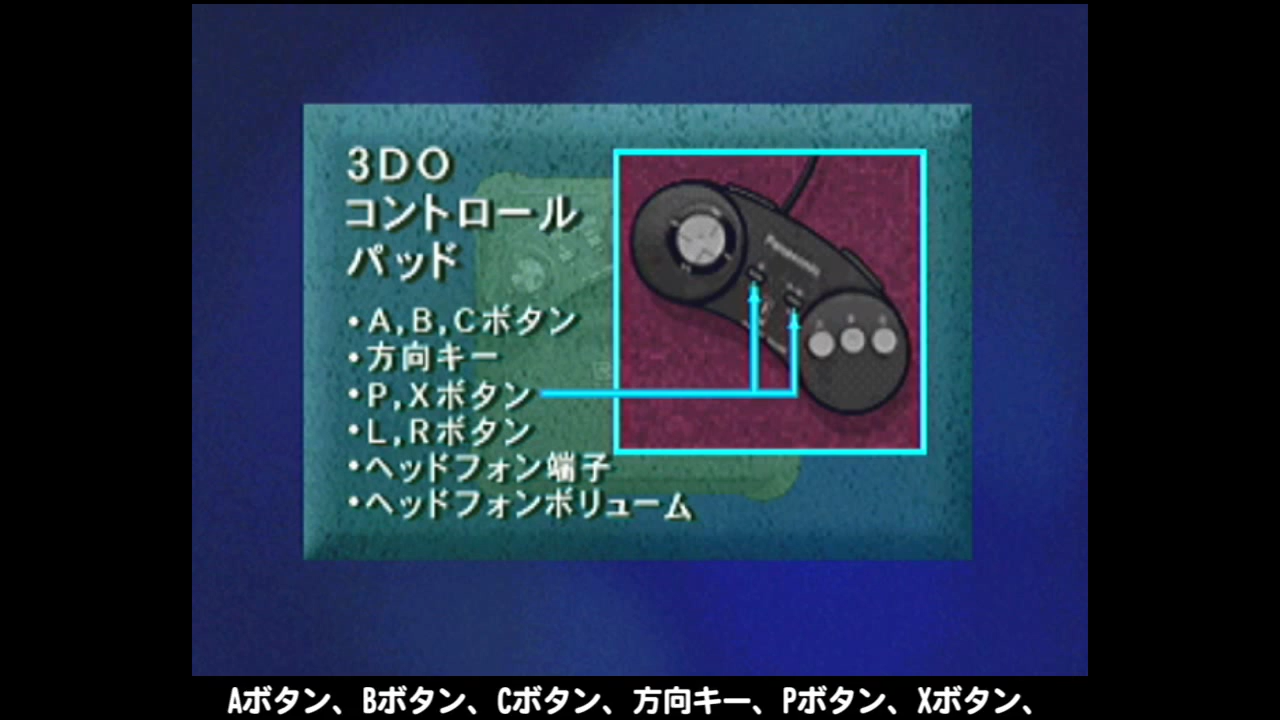 3DO
コントロール
パッド
・A,B,Cボタン
・方向キー
・P,Xボタン
・L,Rボタン
・ヘッドフォン端子
・ヘッドフォンボリューム
Panasonic
Aボタン、Bボタン、Cボタン、方向キー、Pボタン、Xボタン、